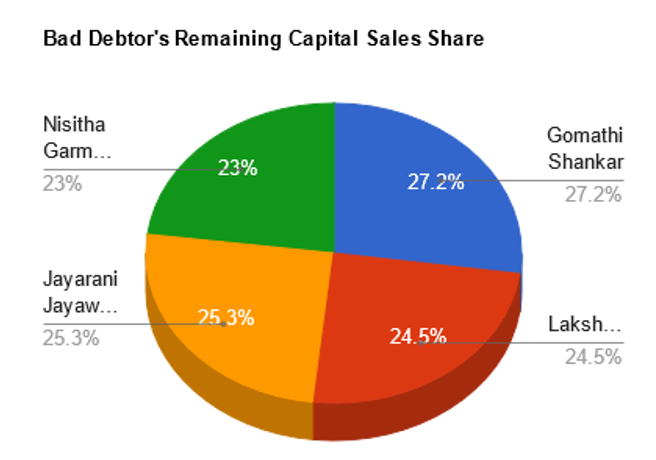 Bad Debtor's Remaining Capital Sales Share
Nisitha
Garm...
23%
23%
Gomathi
Shankar
27.2%
27.2%
Jayarani
Jayaw...
25.3%
25.3%
Laksh...
24.5%
24.5%